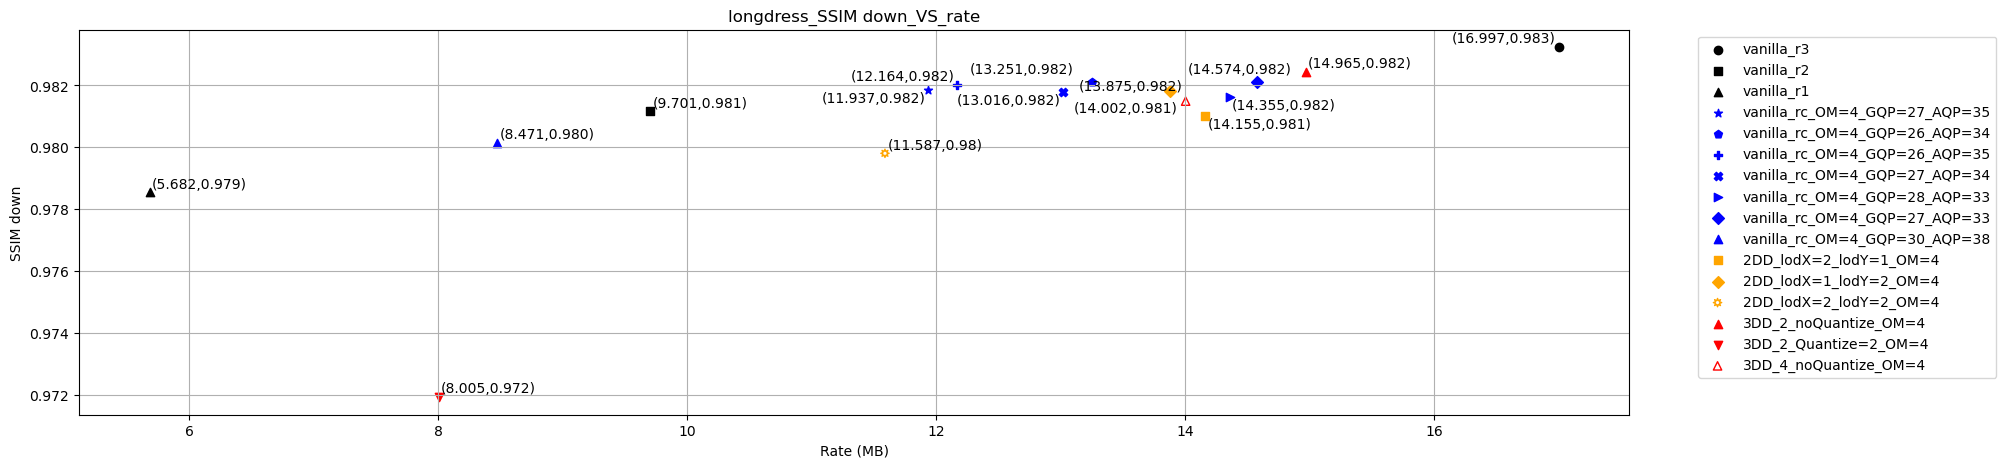 longdress_SSIM down_VS_rate
SSIM down
0.982
0.980
0.978
0.976
0.974
0.972
(16.997,0.983)
(14.965,0.982)
(14.574,0.982)
(13.251,0.982)
(12.164,0.982)
(13.875,0.982)
(11.937,0.982)
(13.016,0.982)
(14.002,0.981)
(14.355,0.982)
(9.701,0.981)
(14.155,0.981)
(8.471,0.980)
(11.587,0.98)
(5.682,0.979)
(8.005,0.972)
6
8
10
12
14
16
Rate (MB)
vanilla_r3
vanilla_r2
vanilla_r1
vanilla_rc_OM=4_GQP=27_AQP=35
vanilla_rc_OM=4_GQP=26_AQP=34
vanilla_rc_OM=4_GQP=26_AQP=35
vanilla_rc_OM=4_GQP=27_AQP=34
vanilla_rc_OM=4_GQP=28_AQP=33
vanilla_rc_OM=4_GQP=27_AQP=33
vanilla_rc_OM=4_GQP=30_AQP=38
2DD_lodX=2_lodY=1_OM=4
2DD_lodX=1_lodY=2_OM=4
2DD_lodX=2_lodY=2_OM=4
3DD_2_noQuantize_OM=4
3DD_2_Quantize=2_OM=4
3DD_4_noQuantize_OM=4